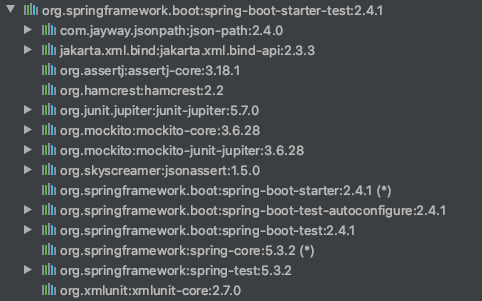 org.springframework.boot:spring-boot-starter-test:2.4.1
com.jayway.jsonpath:json-path:2.4.0
jakarta.xml.bind:jakarta.xml.bind-api:2.3.3
org.assertj:assertj-core:3.18.1
org.hamcrest:hamcrest:2.2
org.junit.jupiter:junit-jupiter:5.7.0
org.mockito:mockito-core:3.6.28
org.mockito:mockito-junit-jupiter:3.6.28
org.skyscreamer:jsonassert:1.5.0
org.springframework.boot:spring-boot-starter:2.4.1 (*)
org.springframework.boot:spring-boot-test-autoconfigure:2.4.1
org.springframework.boot:spring-boot-test:2.4.1
org.springframework:spring-core:5.3.2 (*)
org.springframework:spring-test:5.3.2
org.xmlunit:xmlunit-core:2.7.0